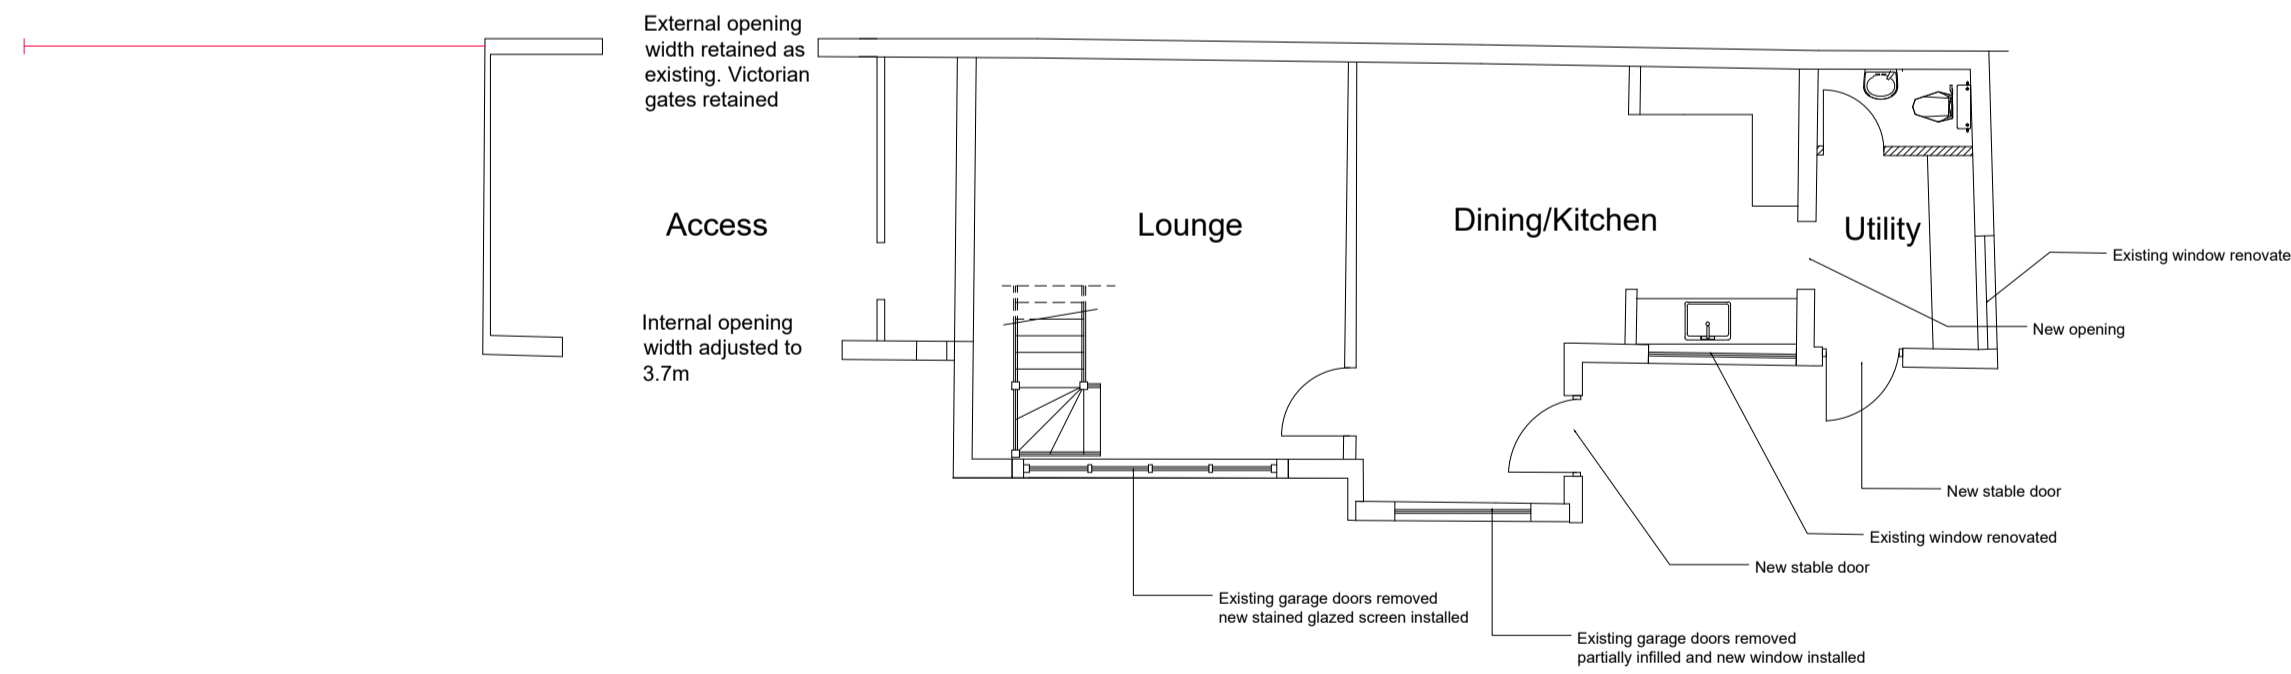 External opening
width retained as
existing. Victorian
gates retained
Access
Lounge
Dining/Kitchen
Utility
Existing window renovate
Internal opening
width adjusted to
3.7m
New opening
New stable door
Existing window renovated
New stable door
Existing garage doors removed
new stained glazed screen installed
Existing garage doors removed
partially infilled and new window installed